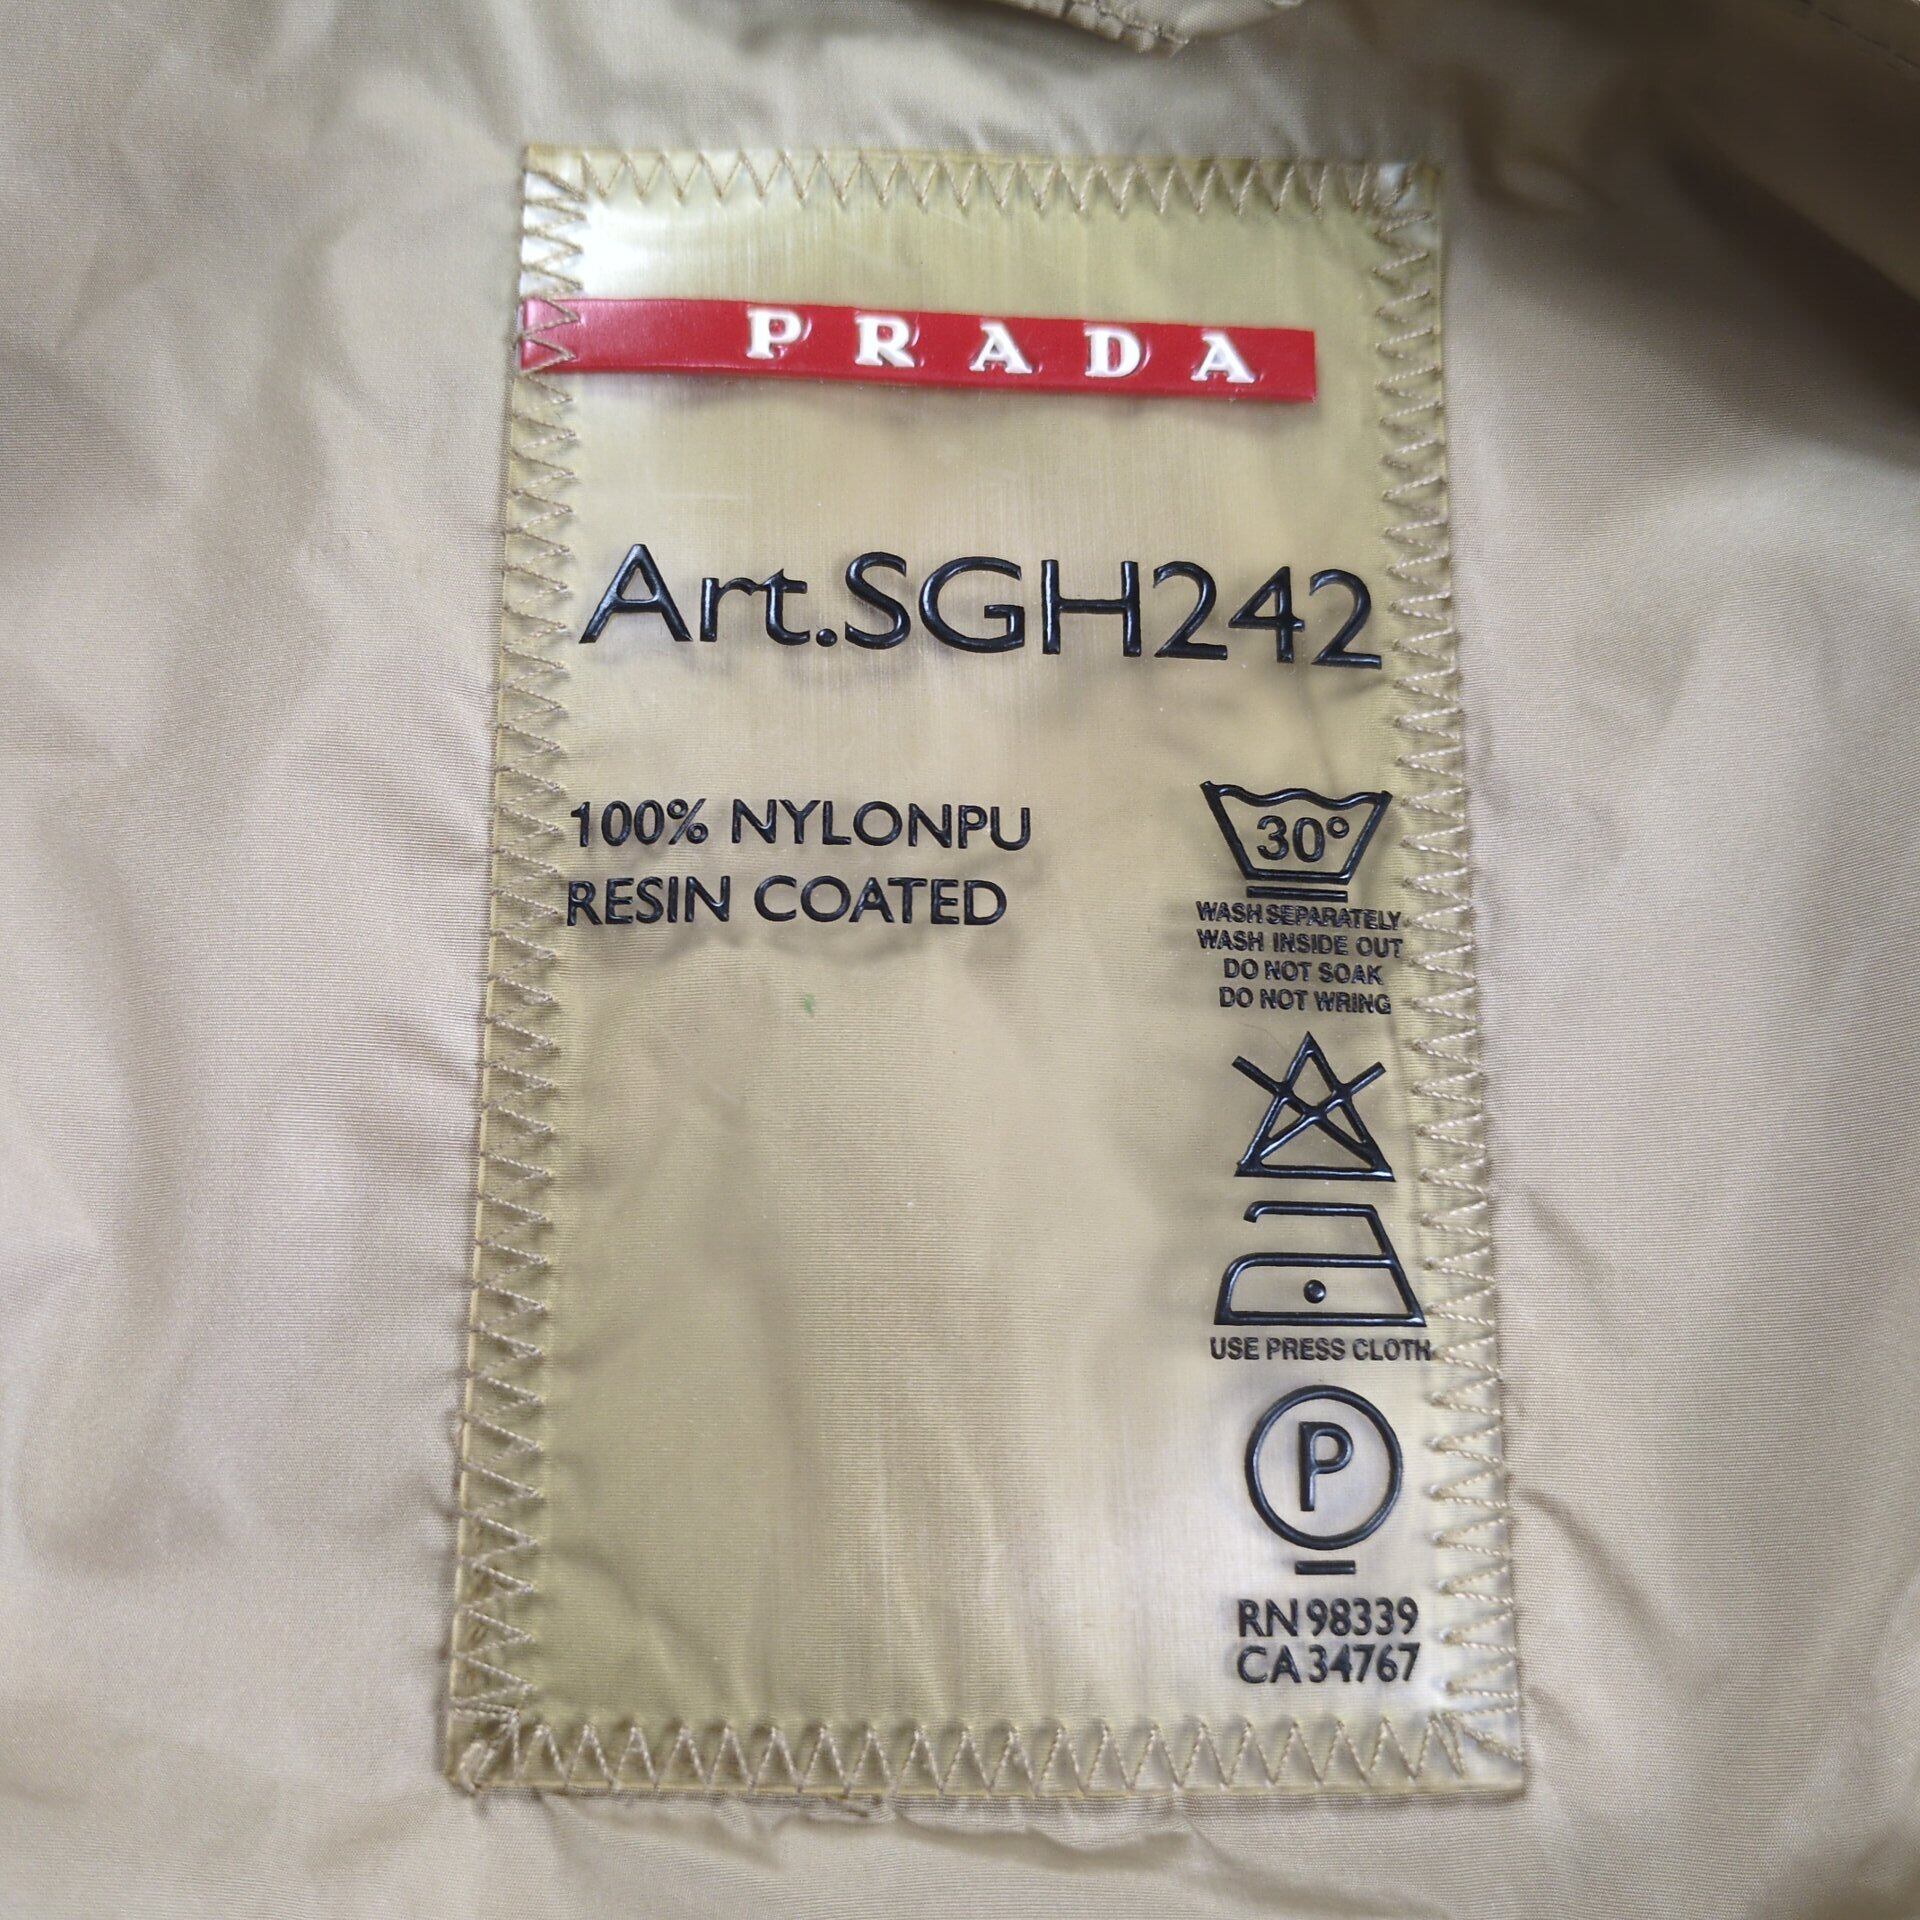 PRADA
Art.SGH242
100% NYLONPU
RESIN COATED
30°
WASH SEPARATELY
WASH INSIDE OUT
DO NOT SOAK
DO NOT WRING
USE PRESS CLOTH
P
RN 98339
CA 34767